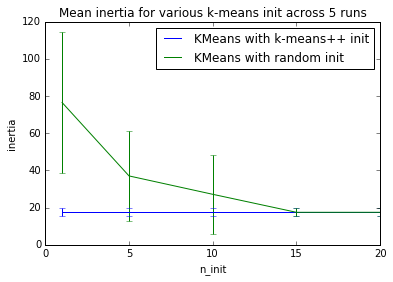 Mean inertia for various k-means init across 5 runs
120
100
80
60
40
20
0
inertia
KMeans with k-means++ init
KMeans with random init
0 5 10 15 20
n_init